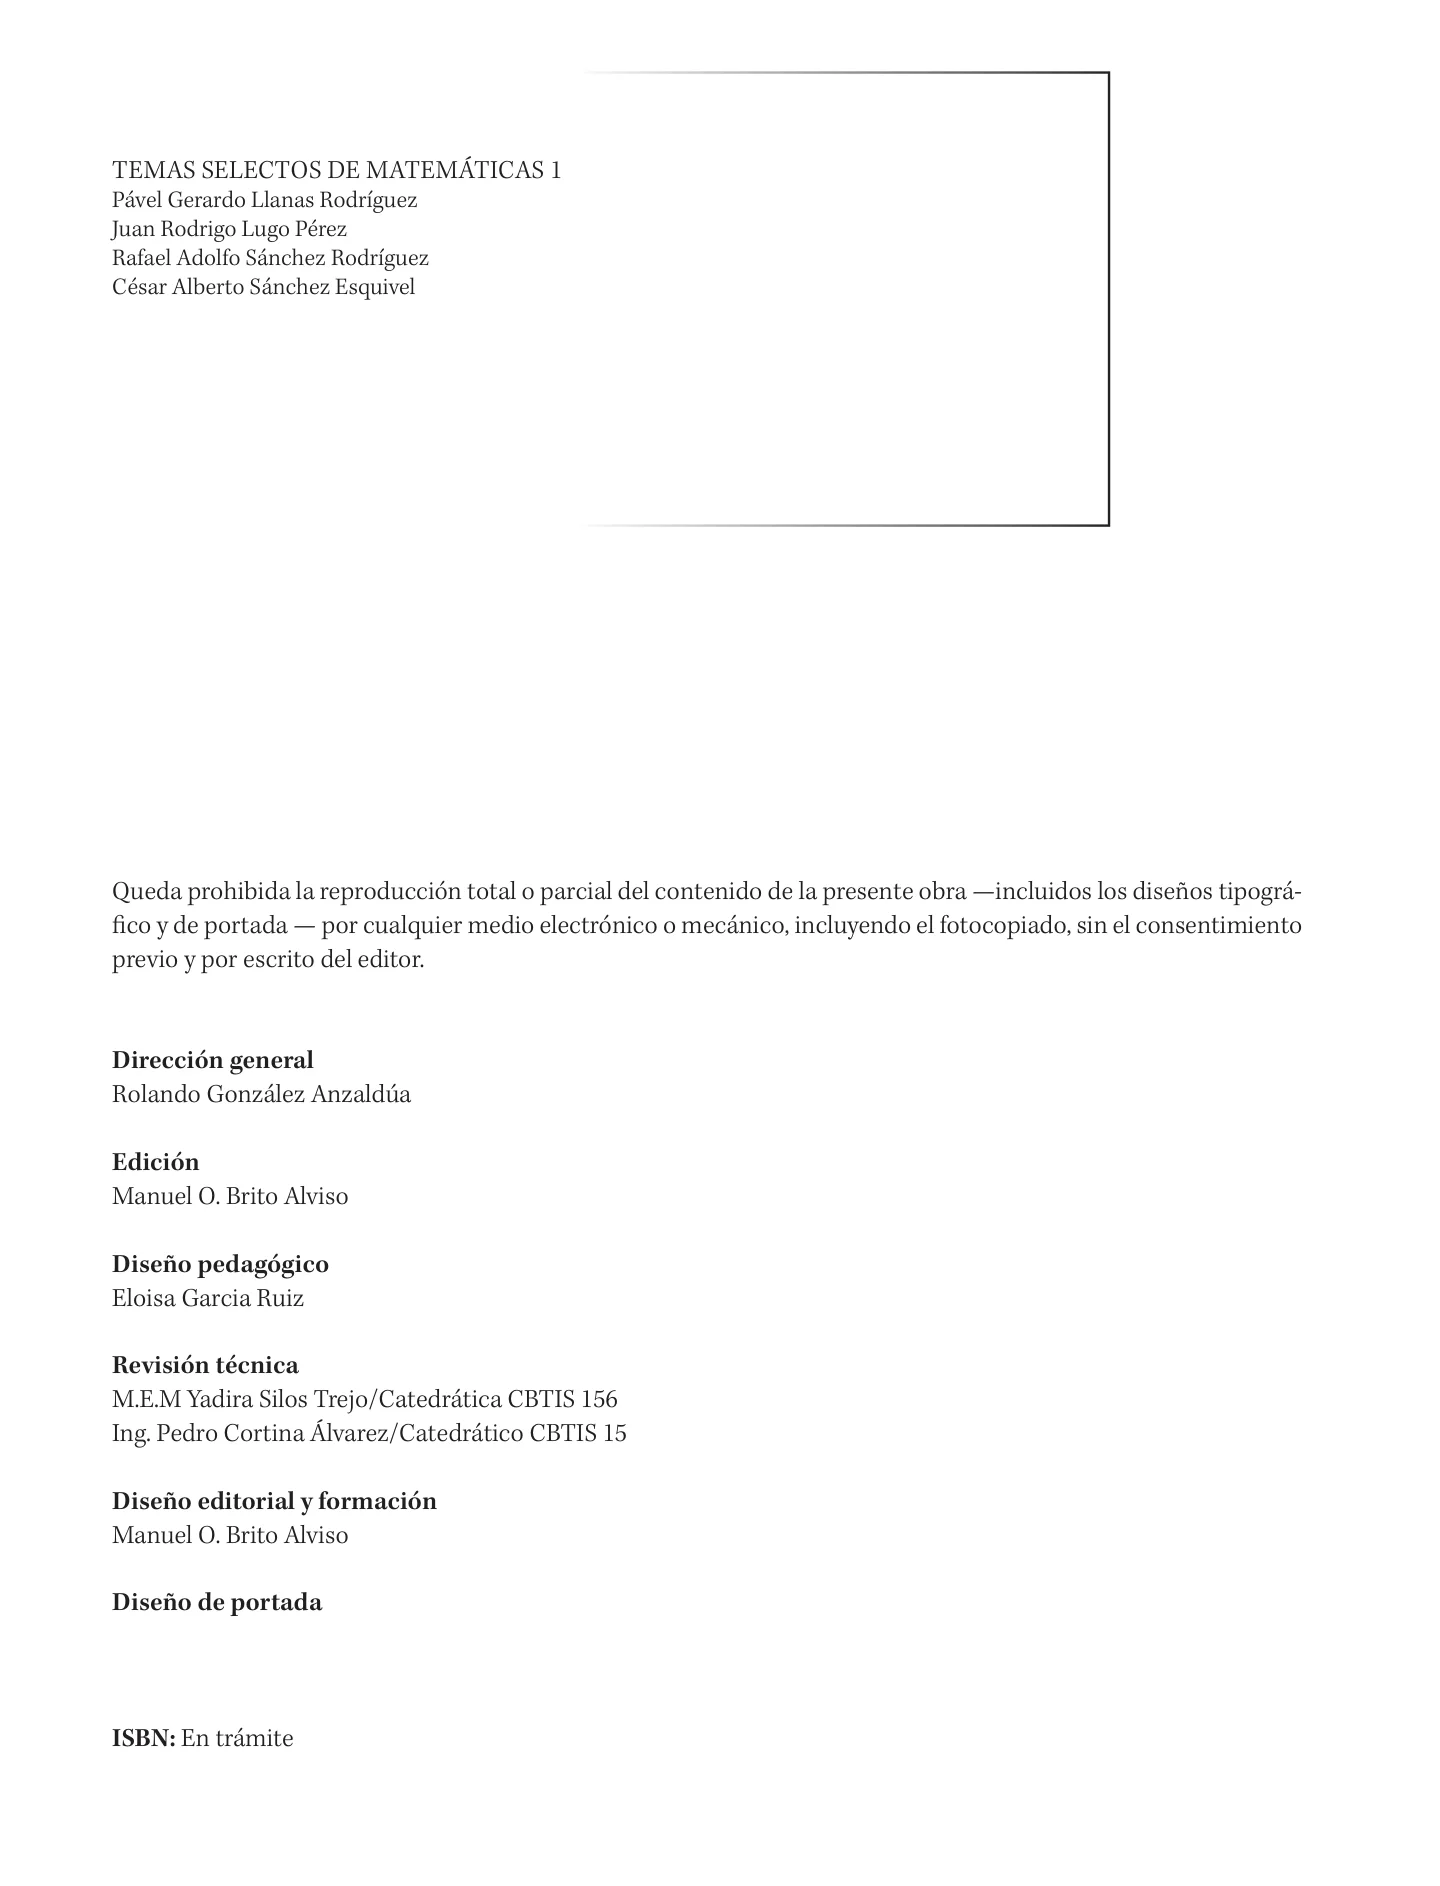 TEMAS SELECTOS DE MATEMÁTICAS 1
Pável Gerardo Llanas Rodríguez
Juan Rodrigo Lugo Pérez
Rafael Adolfo Sánchez Rodríguez
César Alberto Sánchez Esquivel
Queda prohibida la reproducción total o parcial del contenido de la presente obra —incluidos los diseños tipográ-
fico y de portada — por cualquier medio electrónico o mecánico, incluyendo el fotocopiado, sin el consentimiento
previo y por escrito del editor.
Dirección general
Rolando González Anzaldúa
Edición
Manuel O. Brito Alviso
Diseño pedagógico
Eloisa Garcia Ruiz
Revisión técnica
M.E.M Yadira Silos Trejo/Catedrática CBTIS 156
Ing. Pedro Cortina Álvarez/Catedrático CBTIS 15
Diseño editorial y formación
Manuel O. Brito Alviso
Diseño de portada
ISBN: En trámite